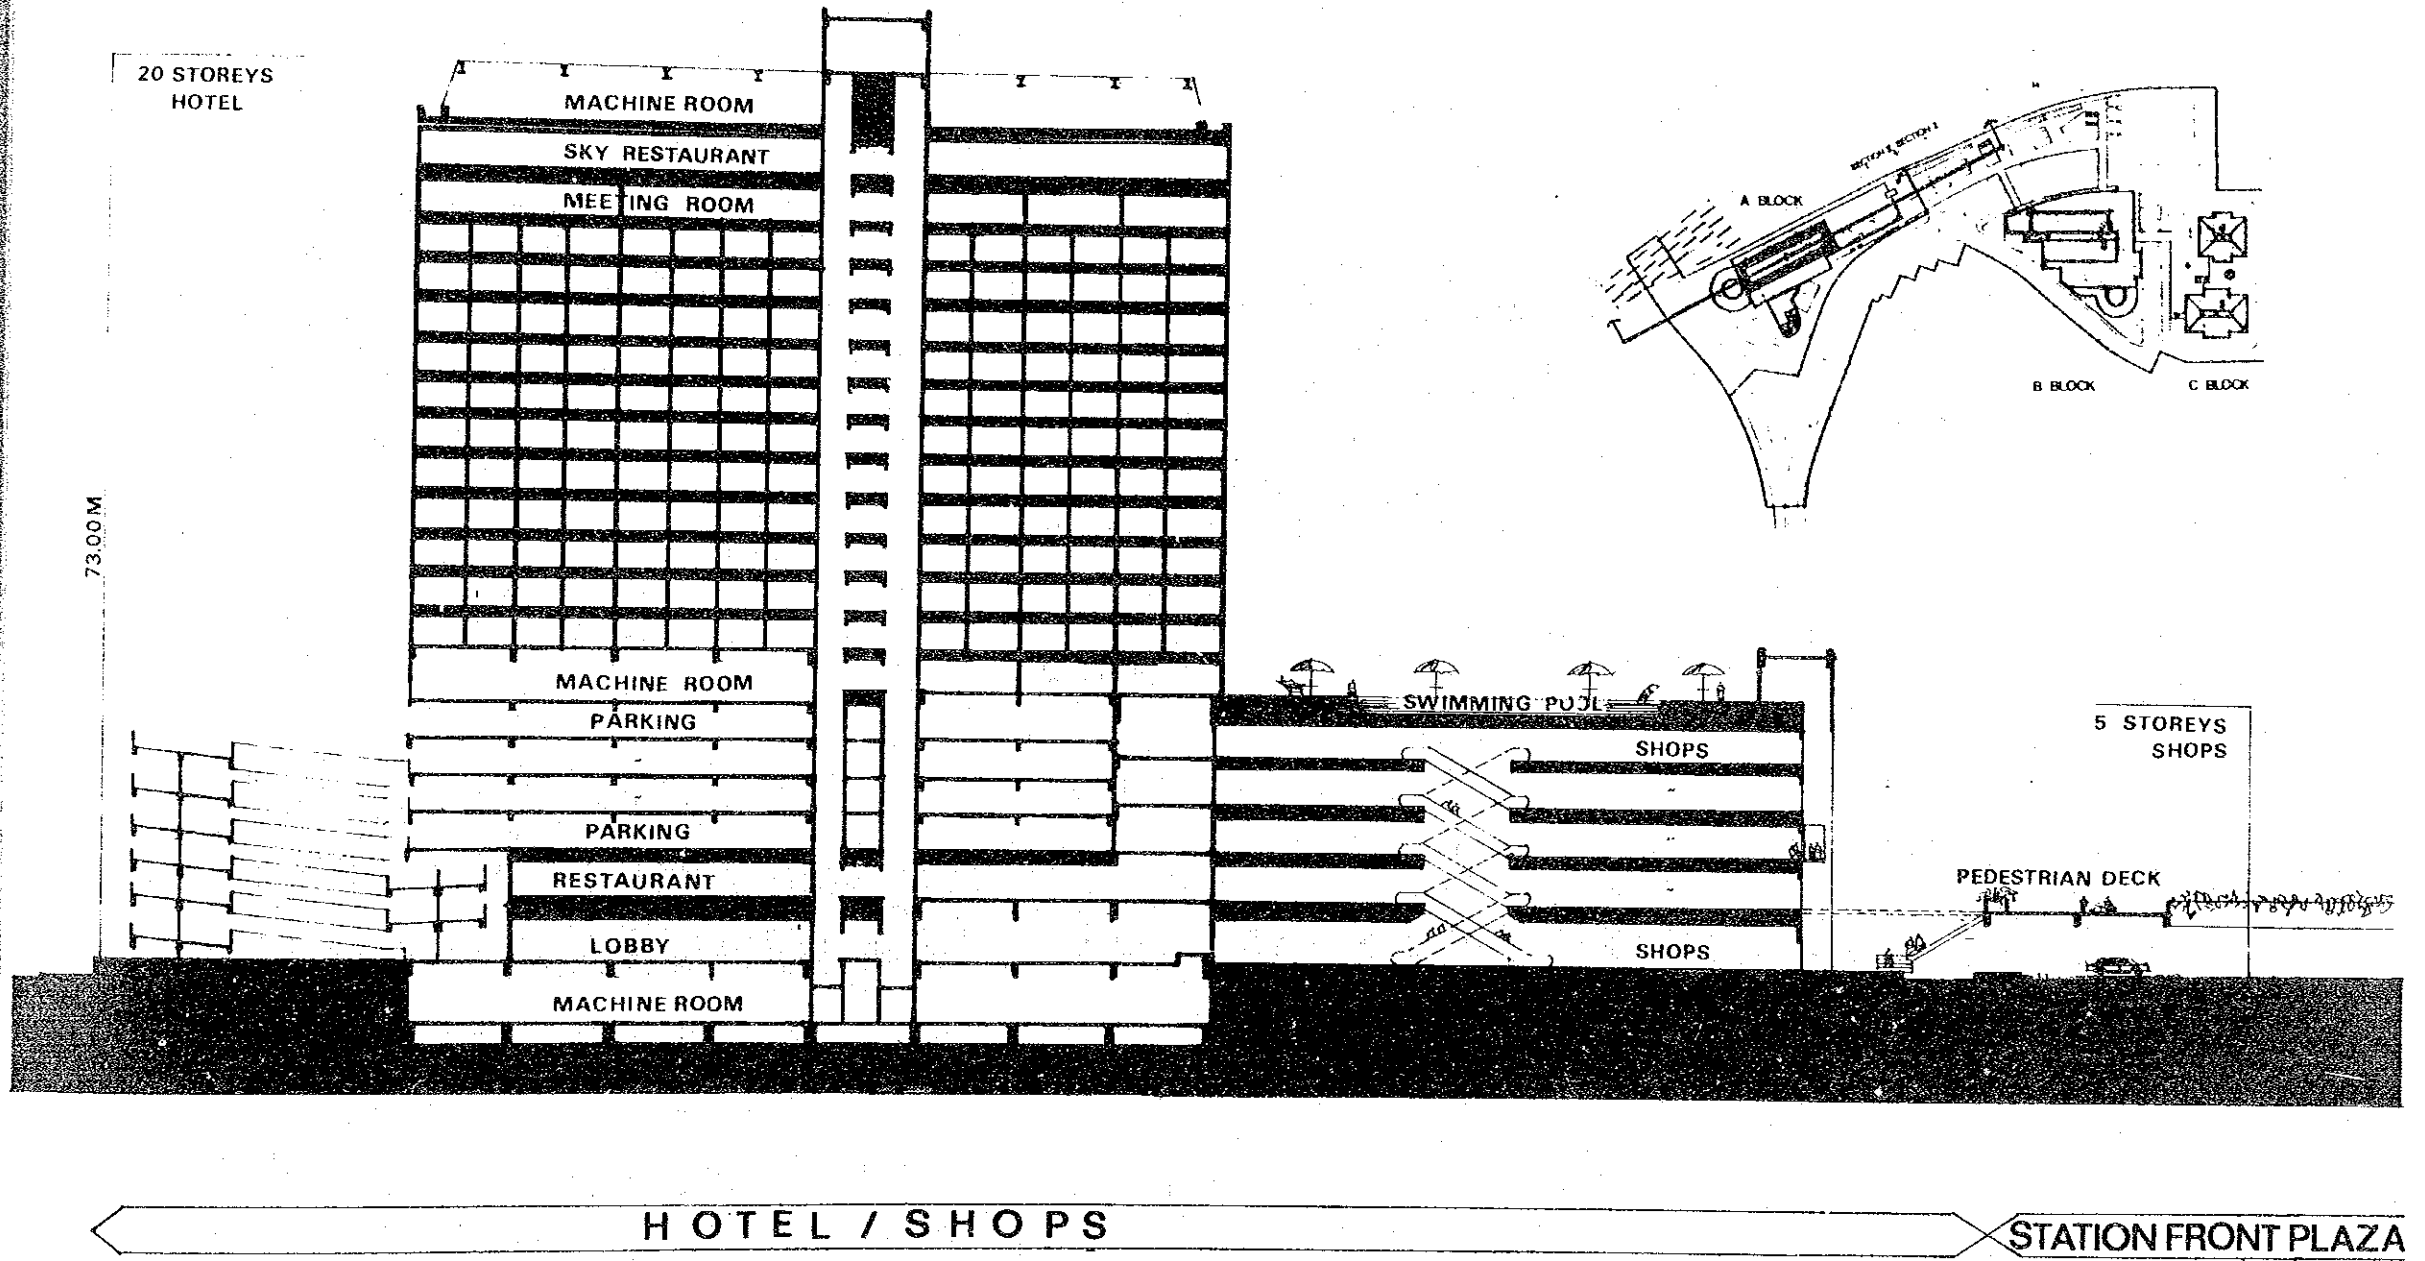 20 STOREYS
HOTEL
73.00M
MACHINE ROOM
SKY RESTAURANT
MEETING ROOM
MACHINE ROOM
PARKING
PARKING
RESTAURANT
LOBBY
MACHINE ROOM
SWIMMING POOL
SHOPS
SHOPS
5 STOREYS
SHOPS
PEDESTRIAN DECK
A BLOCK
B BLOCK
C BLOCK
HOTEL / SHOPS
STATION FRONT PLAZA